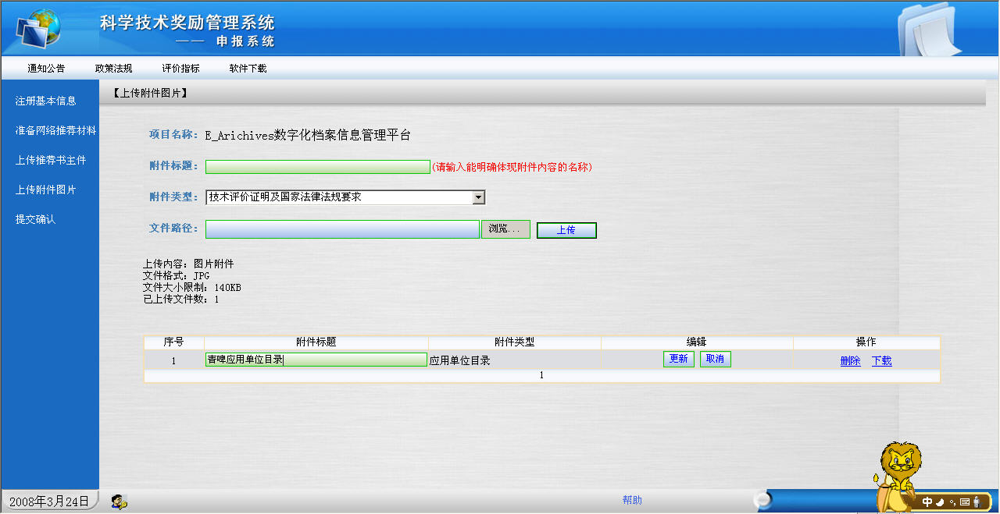 科学技术奖励管理系统
—— 申报系统
通知公告 政策法规 评价指标 软件下载
注册基本信息
准备网络推荐材料
上传推荐书主件
上传附件图片
提交确认
【上传附件图片】
项目名称: E_Arichives数字化档案信息管理平台
附件标题: (请输入能明确体现附件内容的名称)
附件类型: 技术评价证明及国家法律法规要求
文件路径: 浏览... 上传
上传内容: 图片附件
文件格式: JPG
文件大小限制: 140KB
已上传文件数: 1
序号 附件标题 附件类型 编辑 操作
1 青啤应用单位目录 应用单位目录 更新 取消 删除 下载
1
2008年3月24日 帮助 中